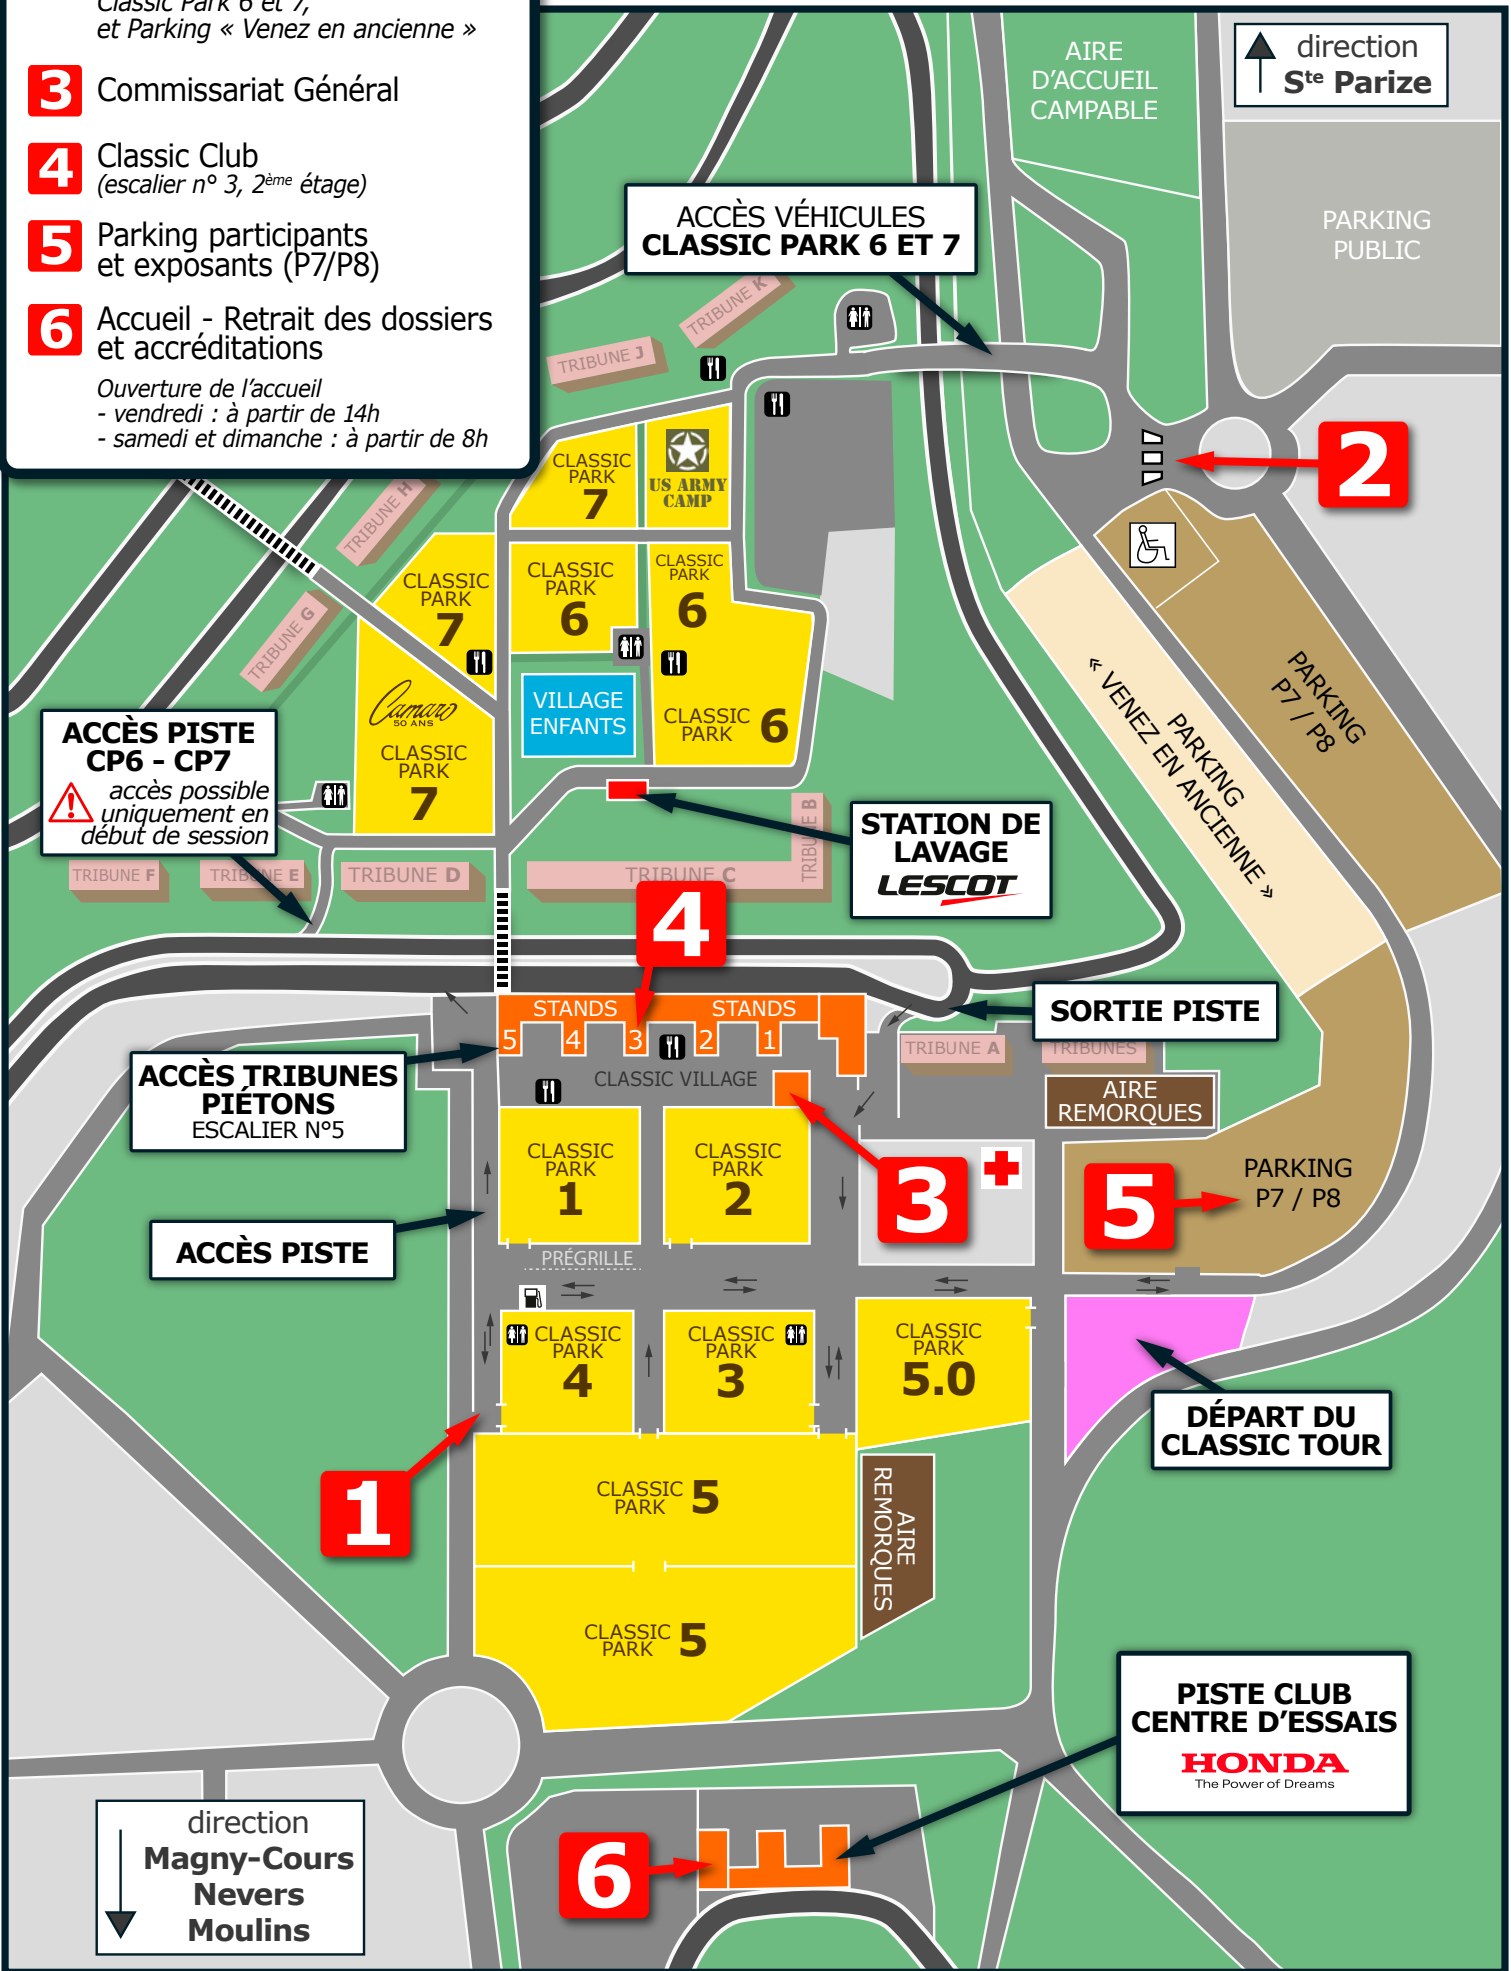 Classic Park 6 et 7,
et Parking « Venez en ancienne »
3 Commissariat Général
4 Classic Club
(escalier n° 3, 2ème étage)
5 Parking participants
et exposants (P7/P8)
6 Accueil - Retrait des dossiers
et accréditations
Ouverture de l'accueil
- vendredi : à partir de 14h
- samedi et dimanche : à partir de 8h
AIRE
D'ACCUEIL
CAMPABLE
direction
Ste Parize
PARKING
PUBLIC
ACCÈS VÉHICULES
CLASSIC PARK 6 ET 7
TRIBUNE K
TRIBUNE J
TRIBUNE H
TRIBUNE G
CLASSIC
PARK
7
US ARMY
CAMP
2
CLASSIC
PARK
7
CLASSIC
PARK
6
CLASSIC
PARK
6
VILLAGE
ENFANTS
CLASSIC
PARK 6
Camaro
50 ANS
CLASSIC
PARK
7
PARKING
P7 / P8
PARKING
« VENEZ EN ANCIENNE »
ACCÈS PISTE
CP6 - CP7
accès possible
uniquement en
début de session
STATION DE
LAVAGE
LESCOT
TRIBUNE F
TRIBUNE E
TRIBUNE D
TRIBUNE C
TRIBUNE B
4
STANDS
STANDS
5
4
3
2
1
SORTIE PISTE
TRIBUNE A
TRIBUNES
CLASSIC VILLAGE
ACCÈS TRIBUNES
PIÉTONS
ESCALIER N°5
AIRE
REMORQUES
CLASSIC
PARK
1
CLASSIC
PARK
2
3
5
PARKING
P7 / P8
ACCÈS PISTE
PRÉGRILLE
CLASSIC
PARK
4
CLASSIC
PARK
3
CLASSIC
PARK
5.0
DÉPART DU
CLASSIC TOUR
1
CLASSIC
PARK 5
AIRE
REMORQUES
CLASSIC
PARK 5
PISTE CLUB
CENTRE D'ESSAIS
HONDA
The Power of Dreams
direction
Magny-Cours
Nevers
Moulins
6